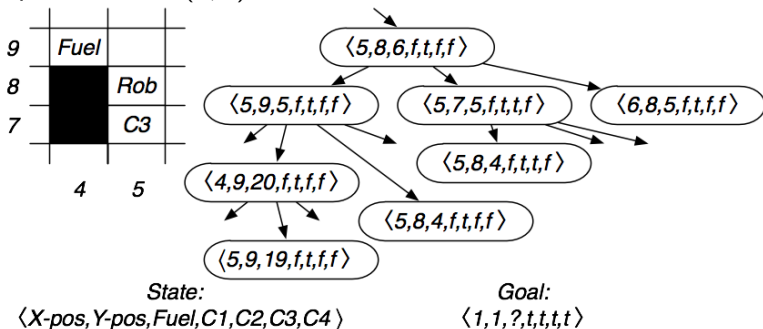 9 Fuel
8 Rob
7 C3
4 5
⟨5,8,6,f,t,f,f⟩
⟨5,9,5,f,t,f,f⟩ ⟨5,7,5,f,t,t,f⟩ ⟨6,8,5,f,t,f,f⟩
⟨5,8,4,f,t,t,f⟩
⟨4,9,20,f,t,f,f⟩
⟨5,8,4,f,t,f,f⟩
⟨5,9,19,f,t,f,f⟩
State: Goal:
⟨X-pos,Y-pos,Fuel,C1,C2,C3,C4⟩ ⟨1,1,?,t,t,t,t⟩